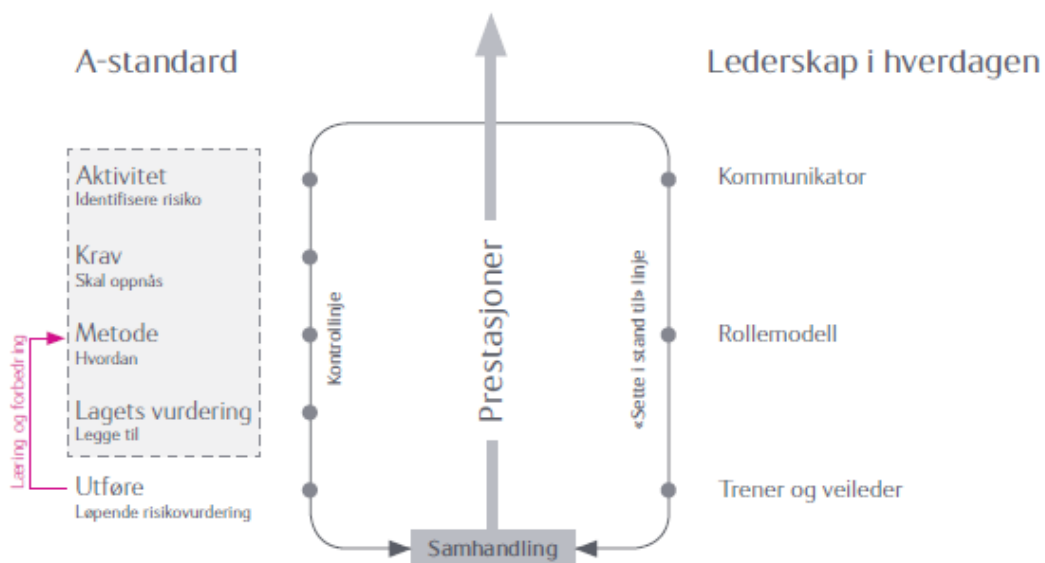 A-standard
Lederskap i hverdagen
Aktivitet
Identifisere risiko
Krav
Skal oppnås
Metode
Hvordan
Lagets vurdering
Legge til
Utføre
Løpende risikovurdering
Læring og forbedring
Kontrollinje
Prestasjoner
«Sette i stand til» linje
Kommunikator
Rollemodell
Trener og veileder
Samhandling